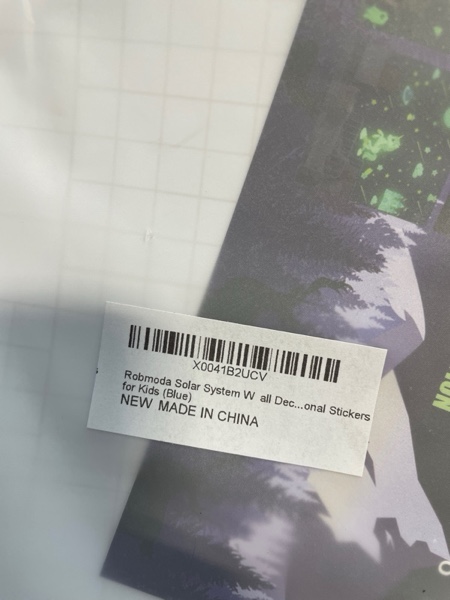 X0041B2UCV
Robmoda Solar System W all Dec...onal Stickers
for Kids (Blue)
NEW MADE IN CHINA